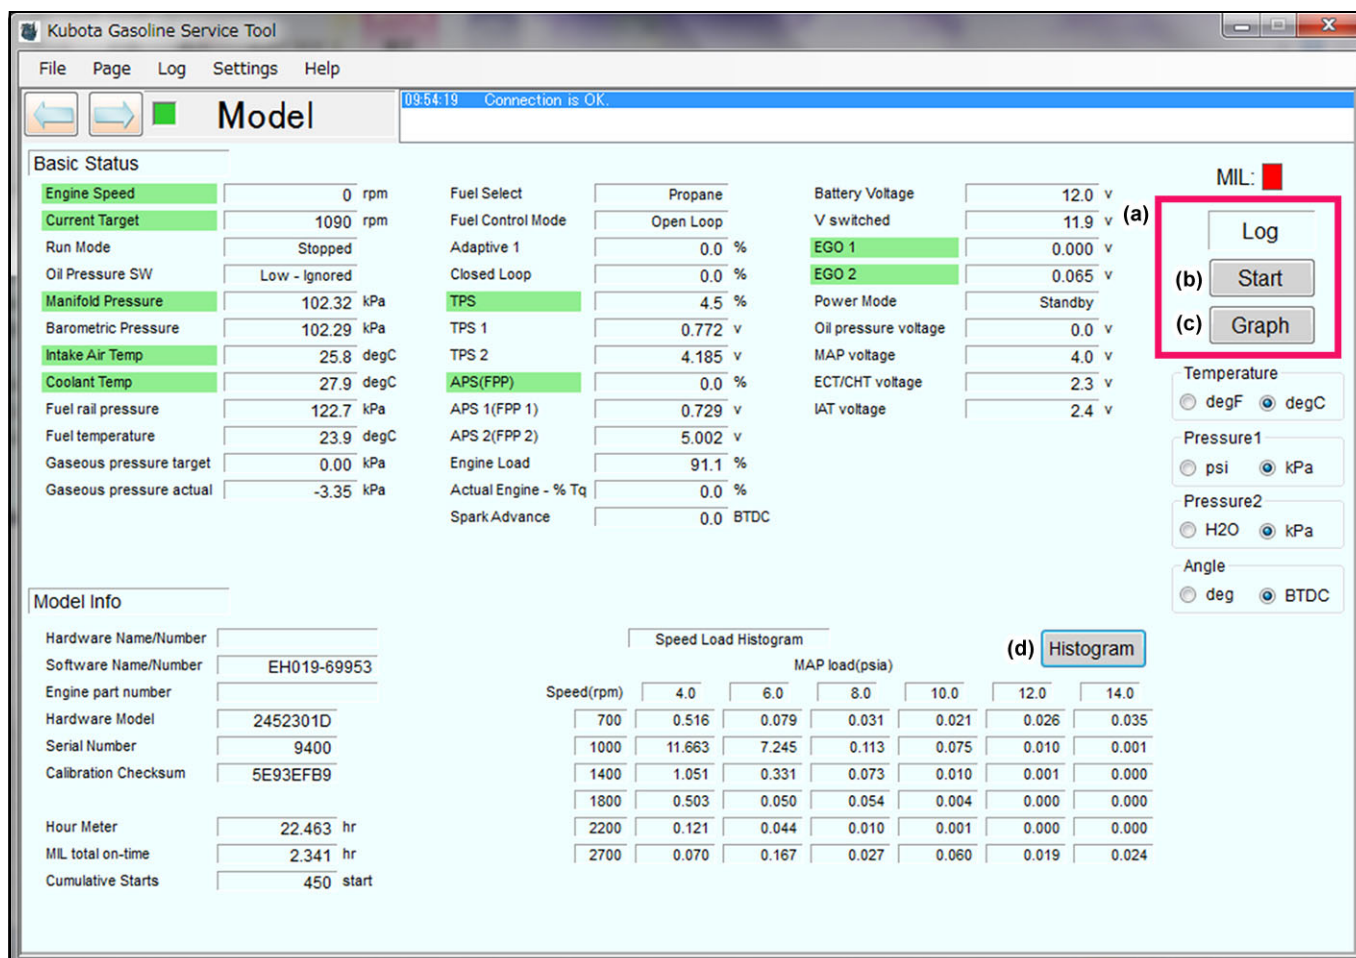 Kubota Gasoline Service Tool
File Page Log Settings Help
Model
09:54:19 Connection is OK.
Basic Status
MIL:
(a)
Log
(b) Start
(c) Graph
Engine Speed 0 rpm
Current Target 1090 rpm
Run Mode Stopped
Oil Pressure SW Low - Ignored
Manifold Pressure 102.32 kPa
Barometric Pressure 102.29 kPa
Intake Air Temp 25.8 degC
Coolant Temp 27.9 degC
Fuel rail pressure 122.7 kPa
Fuel temperature 23.9 degC
Gaseous pressure target 0.00 kPa
Gaseous pressure actual -3.35 kPa
Fuel Select Propane
Fuel Control Mode Open Loop
Adaptive 1 0.0 %
Closed Loop 0.0 %
TPS 4.5 %
TPS 1 0.772 v
TPS 2 4.185 v
APS(FPP) 0.0 %
APS 1(FPP 1) 0.729 v
APS 2(FPP 2) 5.002 v
Engine Load 91.1 %
Actual Engine - % Tq 0.0 %
Spark Advance 0.0 BTDC
Battery Voltage 12.0 v
V switched 11.9 v
EGO 1 0.000 v
EGO 2 0.065 v
Power Mode Standby
Oil pressure voltage 0.0 v
MAP voltage 4.0 v
ECT/CHT voltage 2.3 v
IAT voltage 2.4 v
Temperature
degF degC
Pressure1
psi kPa
Pressure2
H2O kPa
Angle
deg BTDC
Model Info
Hardware Name/Number
Software Name/Number EH019-69953
Engine part number
Hardware Model 2452301D
Serial Number 9400
Calibration Checksum 5E93EFB9
Hour Meter 22.463 hr
MIL total on-time 2.341 hr
Cumulative Starts 450 start
Speed Load Histogram
(d) Histogram
MAP load(psia)
Speed(rpm) 4.0 6.0 8.0 10.0 12.0 14.0
700 0.516 0.079 0.031 0.021 0.026 0.035
1000 11.663 7.245 0.113 0.075 0.010 0.001
1400 1.051 0.331 0.073 0.010 0.001 0.000
1800 0.503 0.050 0.054 0.004 0.000 0.000
2200 0.121 0.044 0.010 0.001 0.000 0.000
2700 0.070 0.167 0.027 0.060 0.019 0.024